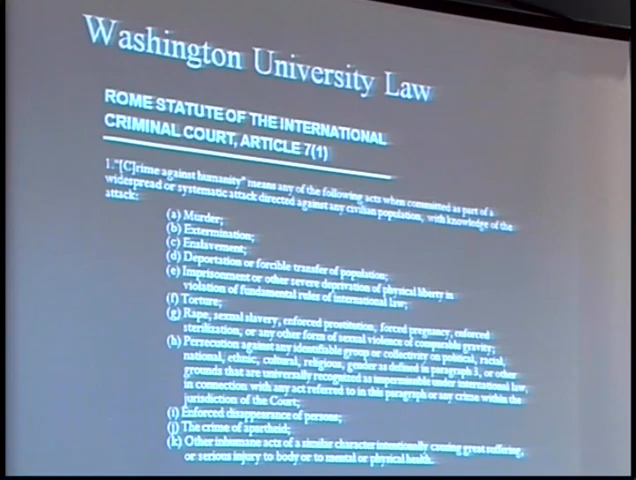 Washington University Law
ROME STATUTE OF THE INTERNATIONAL
CRIMINAL COURT, ARTICLE 7(1)
1."[C]rime against humanity" means any of the following acts when committed as part of a
widespread or systematic attack directed against any civilian population, with knowledge of the
attack:
(a) Murder;
(b) Extermination;
(c) Enslavement;
(d) Deportation or forcible transfer of population;
(e) Imprisonment or other severe deprivation of physical liberty in
violation of fundamental rules of international law;
(f) Torture;
(g) Rape, sexual slavery, enforced prostitution, forced pregnancy, enforced
sterilization, or any other form of sexual violence of comparable gravity;
(h) Persecution against any identifiable group or collectivity on political, racial,
national, ethnic, cultural, religious, gender as defined in paragraph 3, or other
grounds that are universally recognized as impermissible under international law,
in connection with any act referred to in this paragraph or any crime within the
jurisdiction of the Court;
(i) Enforced disappearance of persons;
(j) The crime of apartheid;
(k) Other inhumane acts of a similar character intentionally causing great suffering,
or serious injury to body or to mental or physical health.